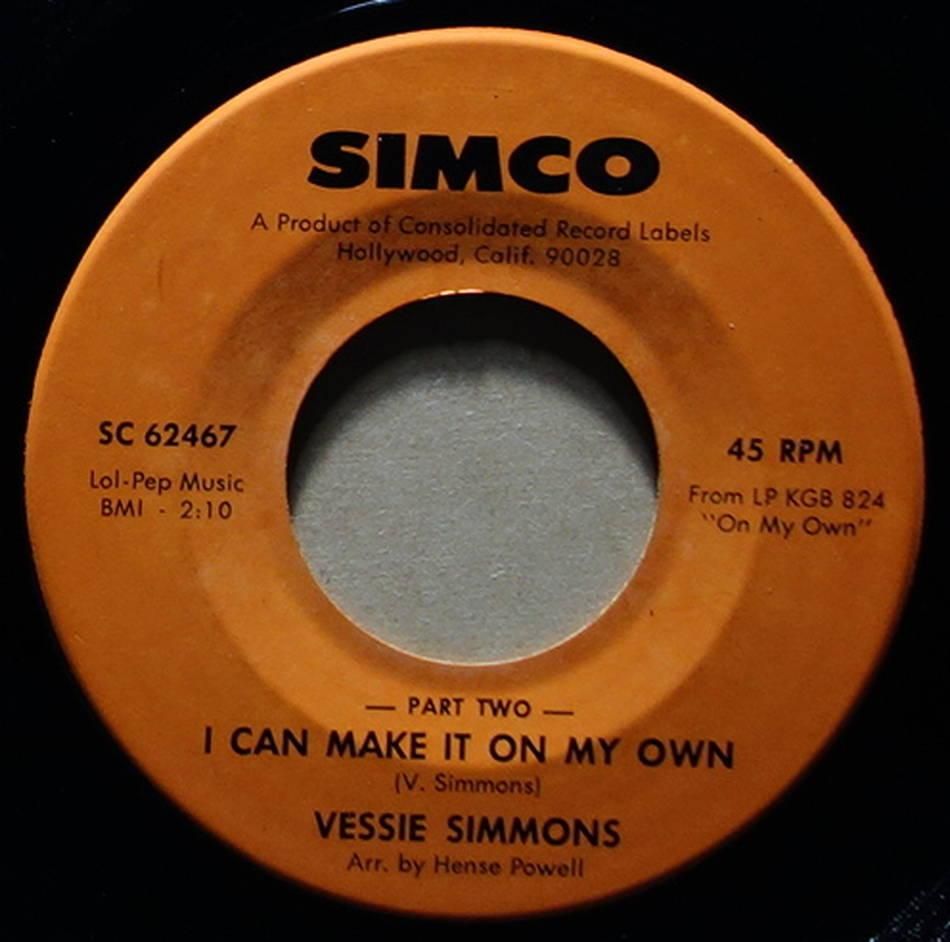 SIMCO
A Product of Consolidated Record Labels
Hollywood, Calif. 90028
SC 62467
Lol-Pep Music
BMI - 2:10
45 RPM
From LP KGB 824
"On My Own"
— PART TWO —
I CAN MAKE IT ON MY OWN
(V. Simmons)
VESSIE SIMMONS
Arr. by Hense Powell